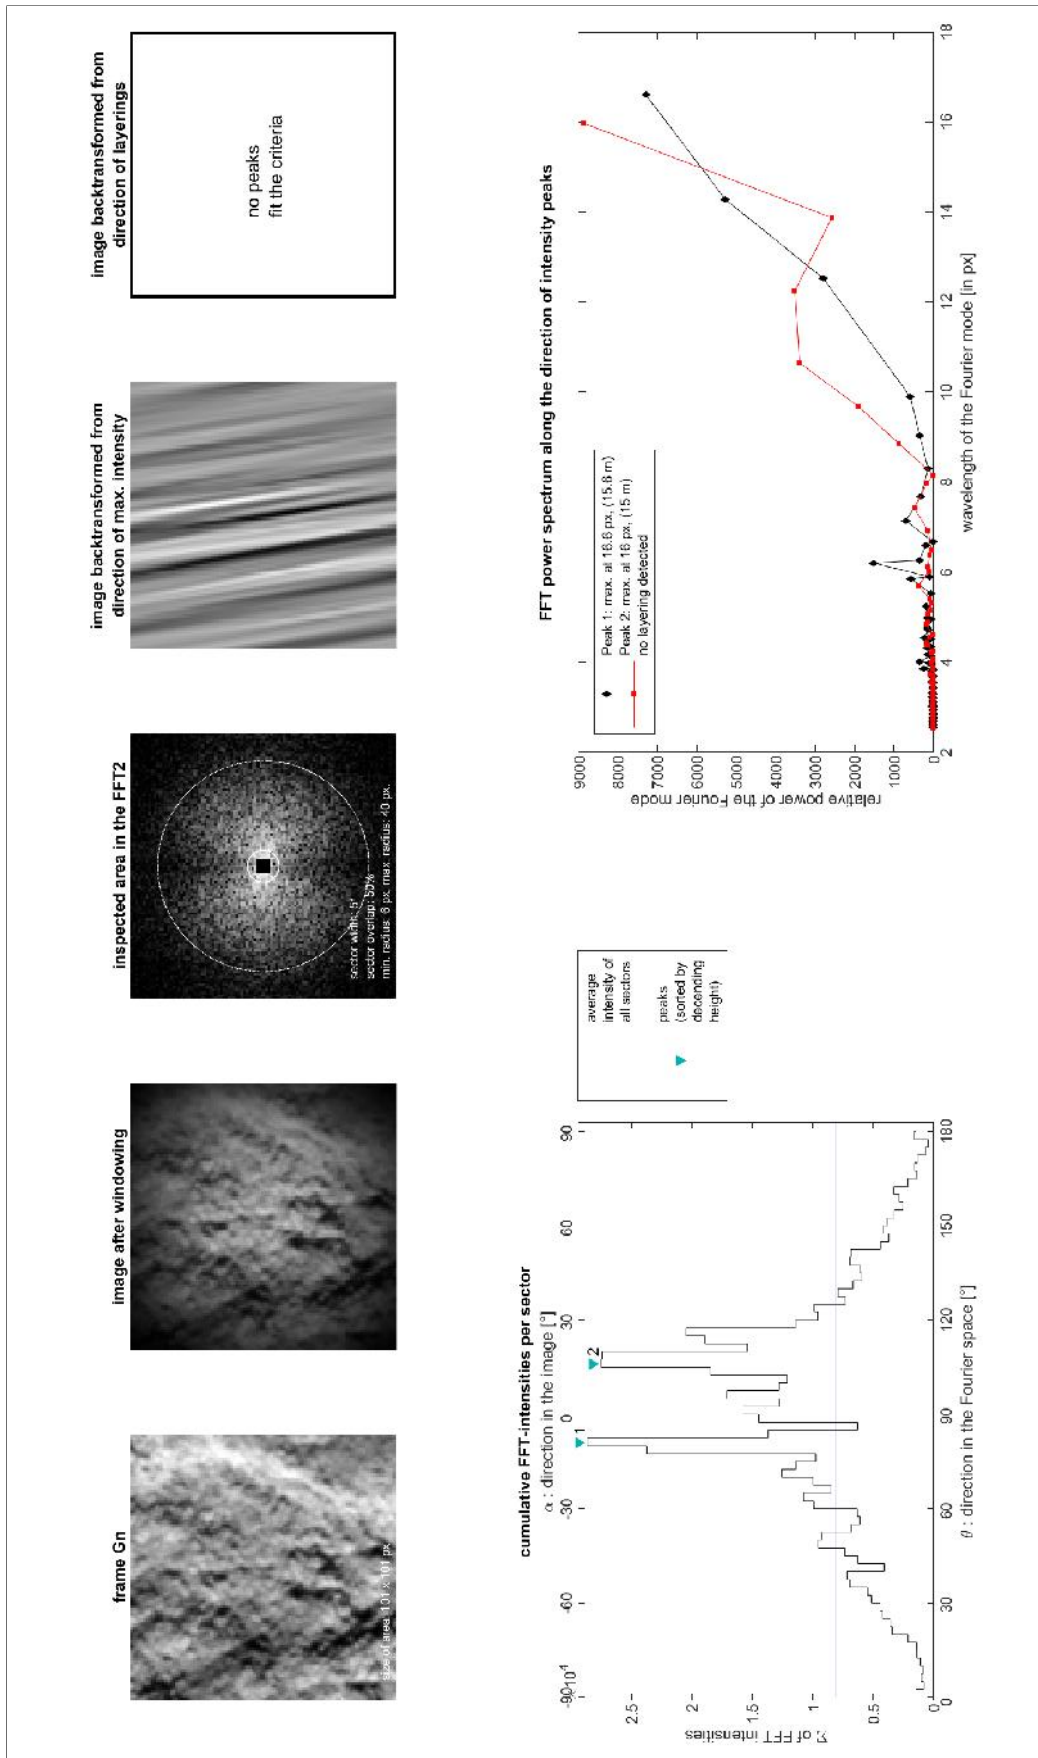 frame Gn
size of area: 101 x 101 px
image after windowing
inspected area in the FFT2
sector width: 5°
sector overlap: 50%
min. radius: 6 px, max. radius: 40 px.
image backtransformed from
direction of max. intensity
image backtransformed from
direction of layerings
no peaks
fit the criteria
cumulative FFT-intensities per sector
α : direction in the image [°]
-90 -60 -30 0 30 60 90
10⁴
Σ of FFT intensities
2.5
2
1.5
1
0.5
0
1
2
0 30 60 90 120 150 180
θ : direction in the Fourier space [°]
average
intensity of
all sectors
peaks
(sorted by
decending
height)
FFT power spectrum along the direction of intensity peaks
relative power of the Fourier mode
9000
8000
7000
6000
5000
4000
3000
2000
1000
0
Peak 1: max. at 16.6 px, (15.6 m)
Peak 2: max. at 16 px, (15 m)
no layering detected
2 4 6 8 10 12 14 16 18
wavelength of the Fourier mode [in px]